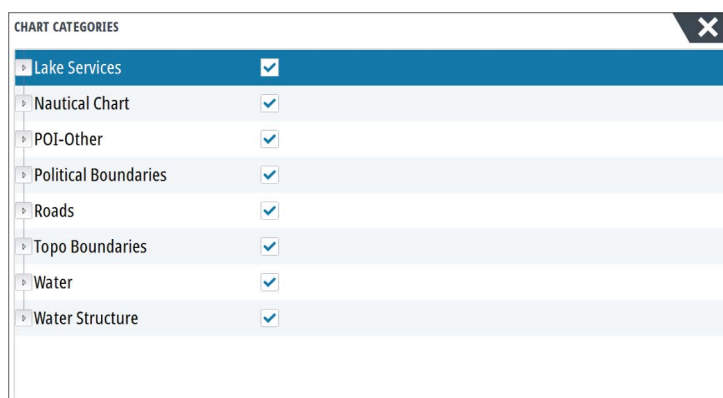 CHART CATEGORIES
Lake Services
Nautical Chart
POI-Other
Political Boundaries
Roads
Topo Boundaries
Water
Water Structure